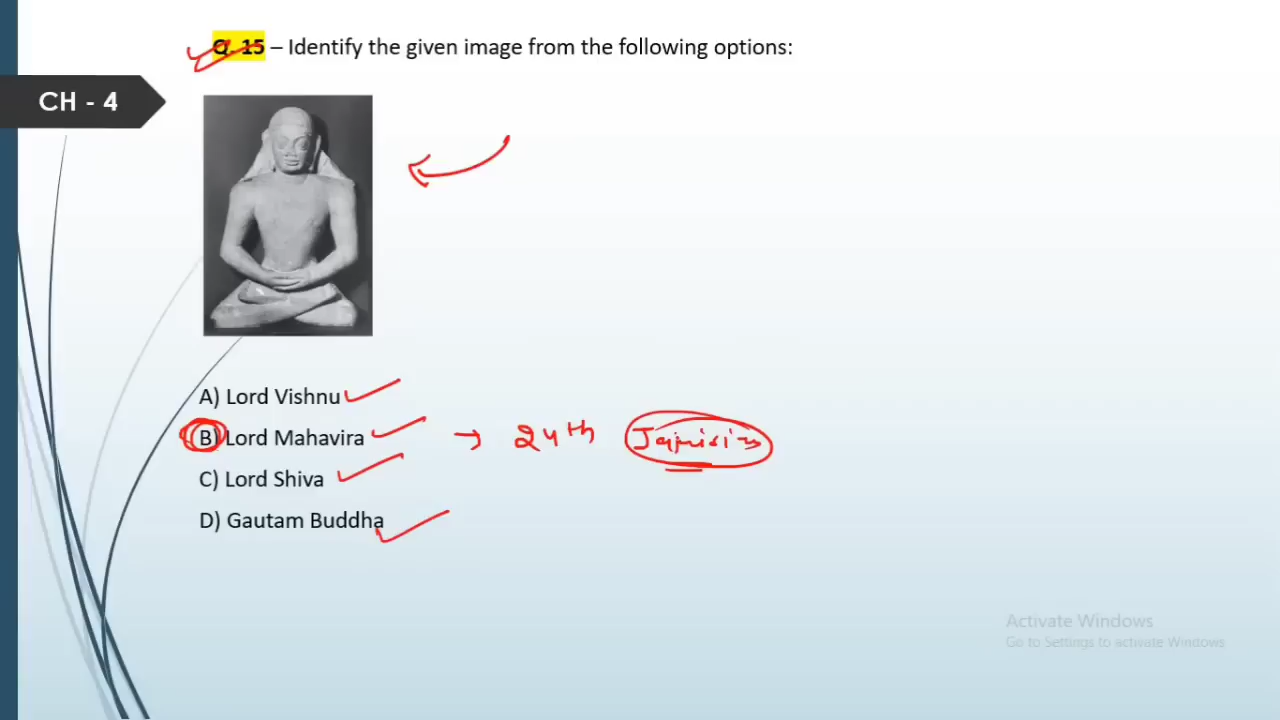 Q. 15 – Identify the given image from the following options:
CH - 4
A) Lord Vishnu
B) Lord Mahavira → 24th
C) Lord Shiva
D) Gautam Buddha
Activate Windows
Go to Settings to activate Windows